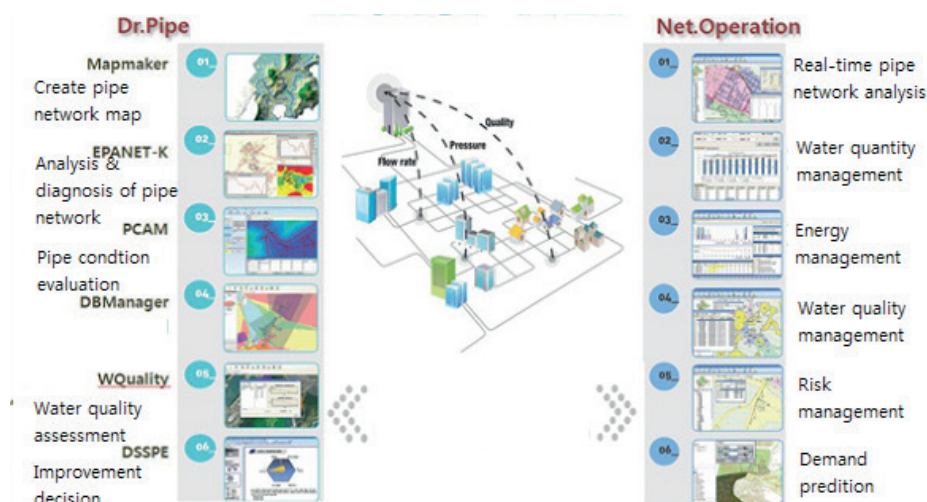 Dr.Pipe
Mapmaker
01
Create pipe
network map
EPANET-K
02
Analysis &
diagnosis of pipe
network
PCAM
03
Pipe condtion
evaluation
DBManager
04
WQuality
05
Water quality
assessment
DSSPE
06
Improvement
decision
Quality
Pressure
Flow rate
Net.Operation
01
Real-time pipe
network analysis
02
Water quantity
management
03
Energy
management
04
Water quality
management
05
Risk
management
06
Demand
predition